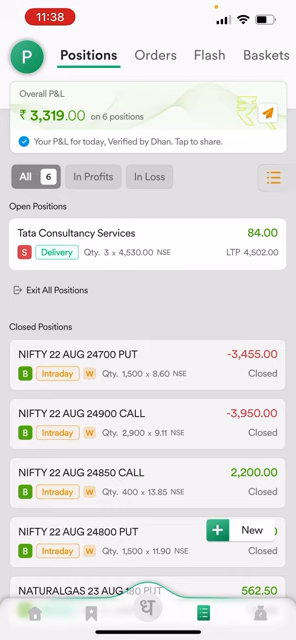 11:38
P
Positions
Orders
Flash
Baskets
Overall P&L
₹ 3,319.00 on 6 positions
Your P&L for today, Verified by Dhan. Tap to share.
All 6
In Profits
In Loss
Open Positions
Tata Consultancy Services 84.00
S Delivery Qty. 3 x 4,530.00 NSE LTP 4,502.00
Exit All Positions
Closed Positions
NIFTY 22 AUG 24700 PUT -3,455.00
B Intraday W Qty. 1,500 x 8.60 NSE Closed
NIFTY 22 AUG 24900 CALL -3,950.00
B Intraday W Qty. 2,900 x 9.11 NSE Closed
NIFTY 22 AUG 24850 CALL 2,200.00
B Intraday W Qty. 400 x 13.85 NSE Closed
NIFTY 22 AUG 24800 PUT
+ New
B Intraday W Qty. 1,500 x 11.90 NSE Closed
NATURALGAS 23 AUG 180 PUT 562.50
ध